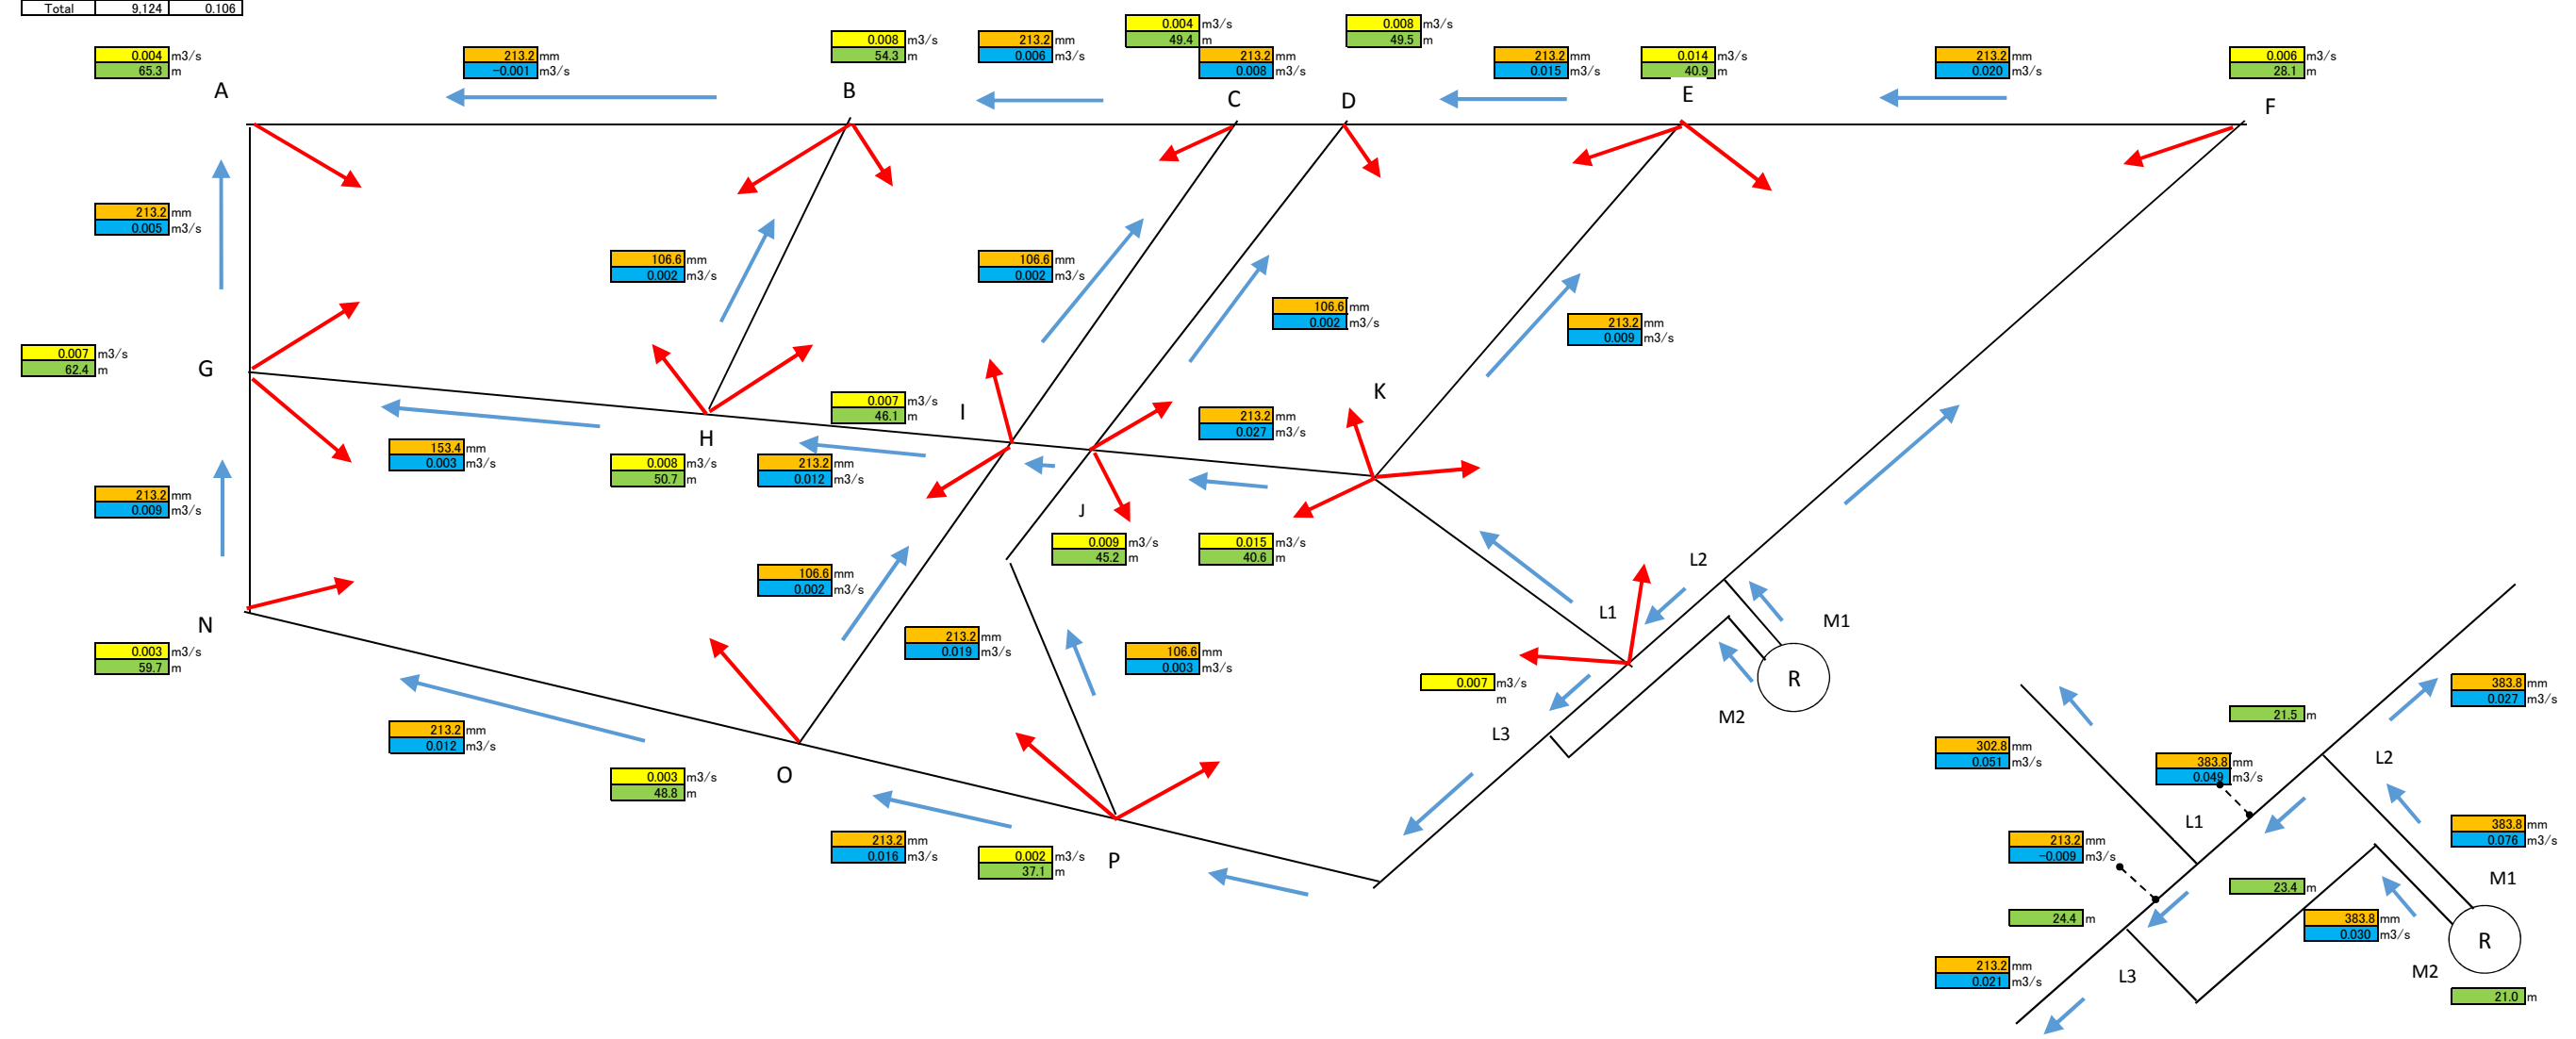 Total 9,124 0.106
0.004 m3/s
65.3 m
A
213.2 mm
-0.001 m3/s
0.008 m3/s
54.3 m
B
213.2 mm
0.006 m3/s
0.004 m3/s
49.4 m
213.2 mm
0.008 m3/s
C
0.008 m3/s
49.5 m
D
213.2 mm
0.015 m3/s
0.014 m3/s
40.9 m
E
213.2 mm
0.020 m3/s
0.006 m3/s
28.1 m
F
213.2 mm
0.005 m3/s
106.6 mm
0.002 m3/s
106.6 mm
0.002 m3/s
106.6 mm
0.002 m3/s
213.2 mm
0.009 m3/s
0.007 m3/s
62.4 m
G
153.4 mm
0.003 m3/s
H
0.008 m3/s
50.7 m
0.007 m3/s
46.1 m
I
213.2 mm
0.012 m3/s
213.2 mm
0.027 m3/s
K
J
0.009 m3/s
45.2 m
0.015 m3/s
40.6 m
213.2 mm
0.009 m3/s
N
0.003 m3/s
59.7 m
106.6 mm
0.002 m3/s
213.2 mm
0.019 m3/s
106.6 mm
0.003 m3/s
L2
L1
M1
R
M2
0.007 m3/s
m
L3
213.2 mm
0.012 m3/s
0.003 m3/s
48.8 m
O
213.2 mm
0.016 m3/s
0.002 m3/s
37.1 m
P
383.8 mm
0.027 m3/s
21.5 m
302.8 mm
0.051 m3/s
383.8 mm
0.049 m3/s
L2
L1
383.8 mm
0.076 m3/s
213.2 mm
-0.009 m3/s
23.4 m
M1
24.4 m
383.8 mm
0.030 m3/s
R
M2
L3
213.2 mm
0.021 m3/s
21.0 m